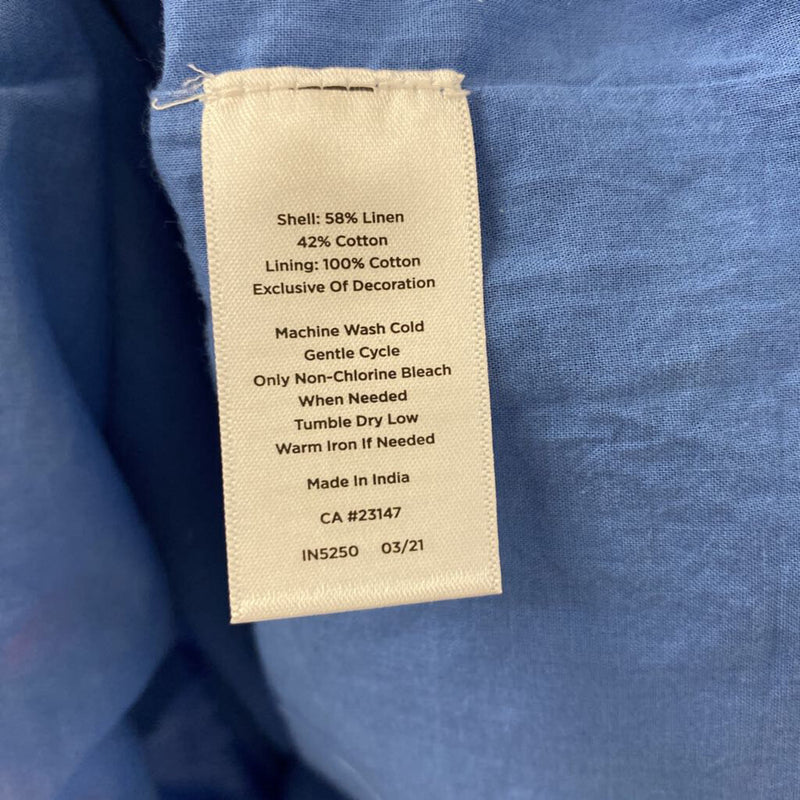 Shell: 58% Linen
42% Cotton
Lining: 100% Cotton
Exclusive Of Decoration
Machine Wash Cold
Gentle Cycle
Only Non-Chlorine Bleach
When Needed
Tumble Dry Low
Warm Iron If Needed
Made In India
CA #23147
IN5250 03/21